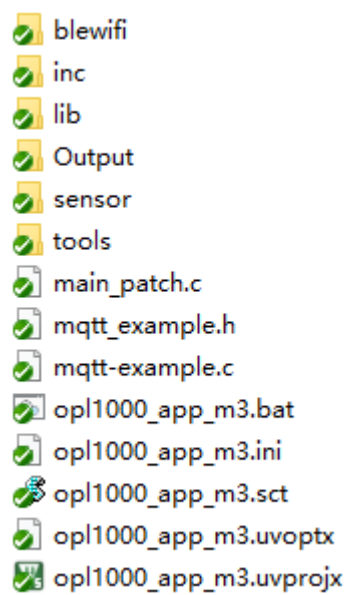 blewifi
inc
lib
Output
sensor
tools
main_patch.c
mqtt_example.h
mqtt-example.c
opl1000_app_m3.bat
opl1000_app_m3.ini
opl1000_app_m3.sct
opl1000_app_m3.uvoptx
opl1000_app_m3.uvprojx